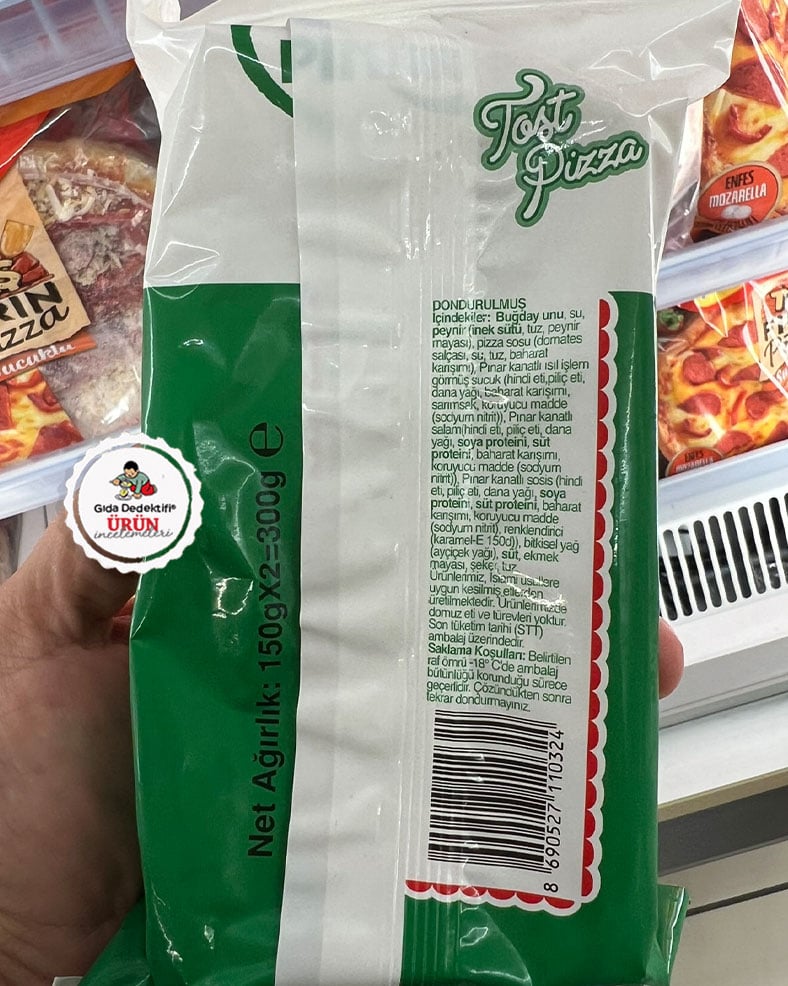 Tost
Pizza
ENFES
MOZARELLA
RIN
zza
ucuklu
DONDURULMUŞ
İçindekiler: Buğday unu, su,
peynir (inek sütü, tuz, peynir
mayası), pizza sosu (domates
salçası, su, tuz, baharat
karışımı), Pınar kanatlı ısıl işlem
görmüş sucuk (hindi eti,piliç eti,
dana yağı, baharat karışımı,
sarımsak, koruyucu madde
(sodyum nitrit)), Pınar kanatlı
salam(hindi eti, piliç eti, dana
yağı, soya proteini, süt
proteini, baharat karışımı,
koruyucu madde (sodyum
nitrit)), Pınar kanatlı sosis (hindi
eti, piliç eti, dana yağı, soya
proteini, süt proteini, baharat
karışımı, koruyucu madde
(sodyum nitrit), renklendirici
(karamel-E 150d)), bitkisel yağ
(ayçiçek yağı), süt, ekmek
mayası, şeker, tuz.
Ürünlerimiz, İslami usullere
uygun kesilmiş etlerden
üretilmektedir. Ürünlerimizde
domuz eti ve türevleri yoktur.
Son tüketim tarihi (STT)
ambalaj üzerindedir.
Saklama Koşulları: Belirtilen
raf ömrü -18° C'de ambalaj
bütünlüğü korunduğu sürece
geçerlidir. Çözündükten sonra
tekrar dondurmayınız.
8 690527 110324
Net Ağırlık: 150gX2=300g e
Gıda Dedektifi®
ÜRÜN
incelemeleri
MOZARELLA